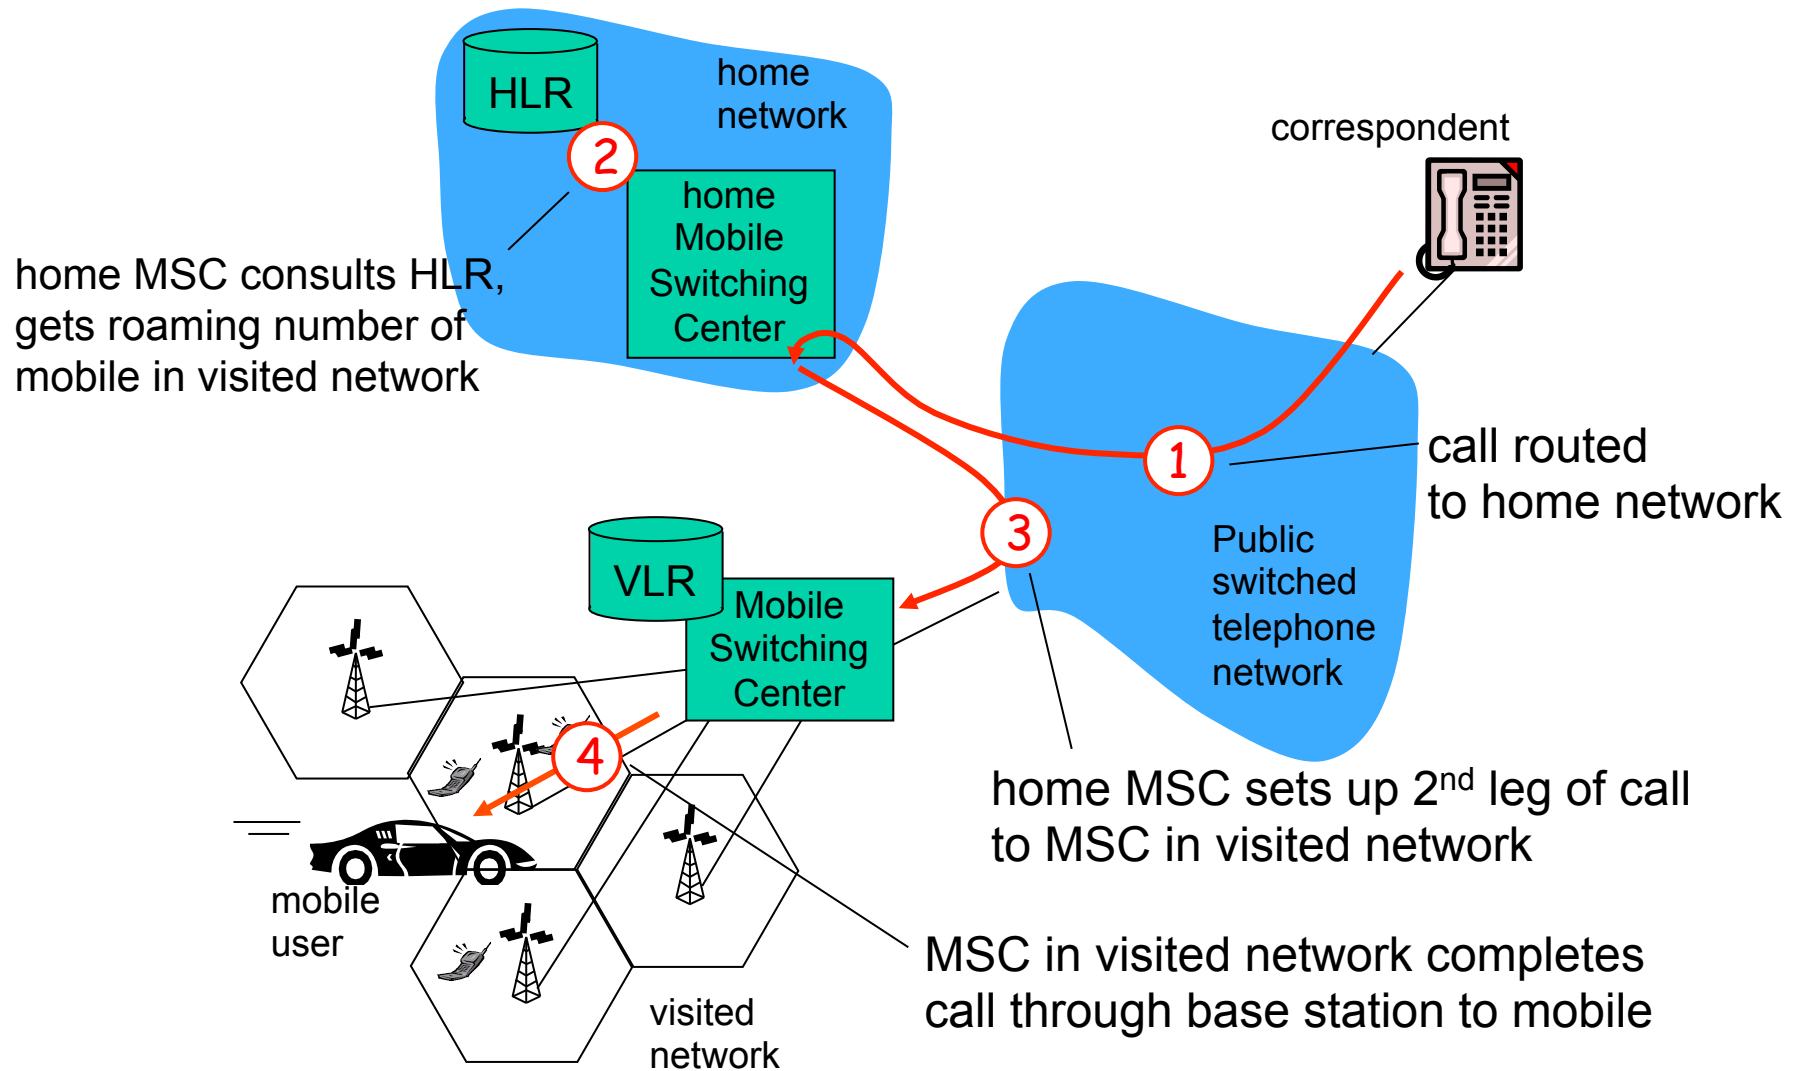 HLR
home
network
2
home
Mobile
Switching
Center
correspondent
home MSC consults HLR,
gets roaming number of
mobile in visited network
1
call routed
to home network
3
Public
switched
telephone
network
VLR
Mobile
Switching
Center
4
home MSC sets up 2nd leg of call
to MSC in visited network
mobile
user
MSC in visited network completes
call through base station to mobile
visited
network